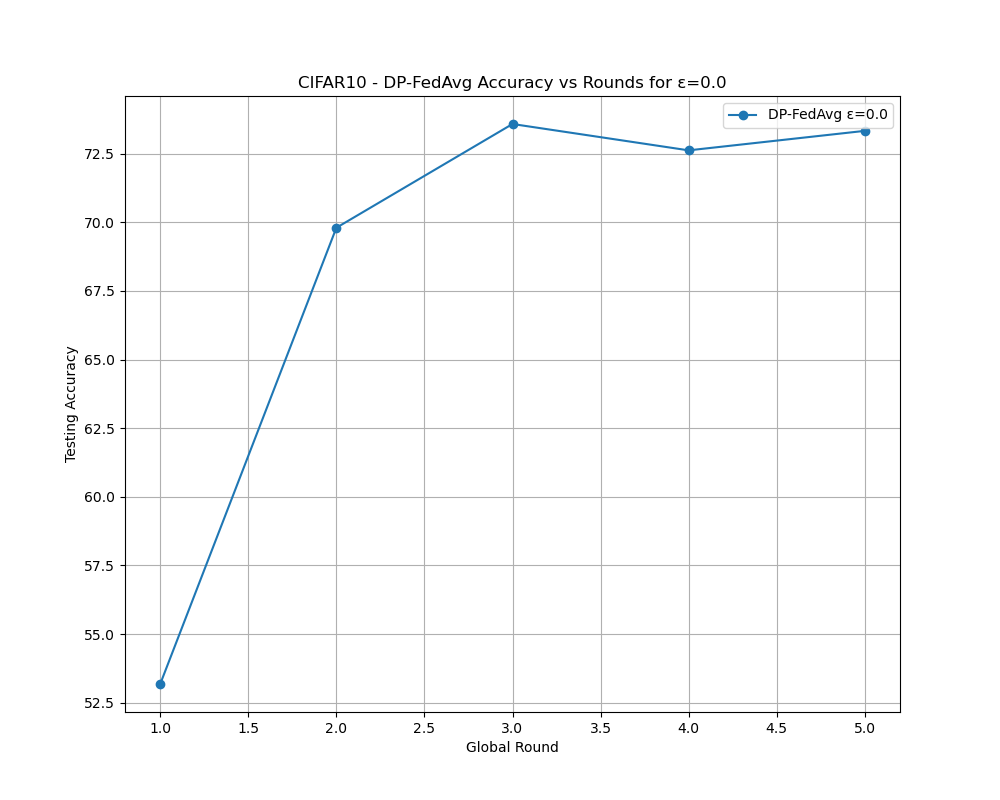 CIFAR10 - DP-FedAvg Accuracy vs Rounds for ε=0.0
DP-FedAvg ε=0.0
Testing Accuracy
72.5
70.0
67.5
65.0
62.5
60.0
57.5
55.0
52.5
1.0 1.5 2.0 2.5 3.0 3.5 4.0 4.5 5.0
Global Round